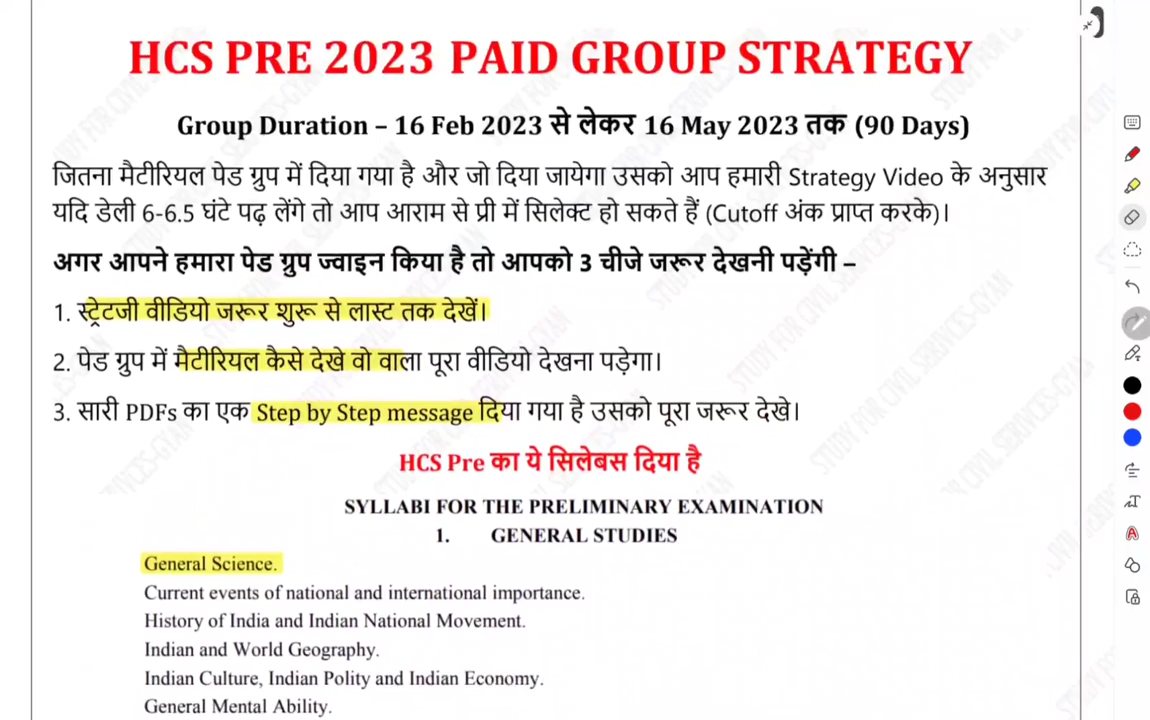 HCS PRE 2023 PAID GROUP STRATEGY
Group Duration – 16 Feb 2023 से लेकर 16 May 2023 तक (90 Days)
जितना मैटीरियल पेड ग्रुप में दिया गया है और जो दिया जायेगा उसको आप हमारी Strategy Video के अनुसार
यदि डेली 6-6.5 घंटे पढ़ लेंगे तो आप आराम से प्री में सिलेक्ट हो सकते हैं (Cutoff अंक प्राप्त करके)।
अगर आपने हमारा पेड ग्रुप ज्वाइन किया है तो आपको 3 चीजे जरूर देखनी पड़ेंगी –
1. स्ट्रेटजी वीडियो जरूर शुरू से लास्ट तक देखें।
2. पेड ग्रुप में मैटीरियल कैसे देखे वो वाला पूरा वीडियो देखना पड़ेगा।
3. सारी PDFs का एक Step by Step message दिया गया है उसको पूरा जरूर देखे।
HCS Pre का ये सिलेबस दिया है
SYLLABI FOR THE PRELIMINARY EXAMINATION
1. GENERAL STUDIES
General Science.
Current events of national and international importance.
History of India and Indian National Movement.
Indian and World Geography.
Indian Culture, Indian Polity and Indian Economy.
General Mental Ability.